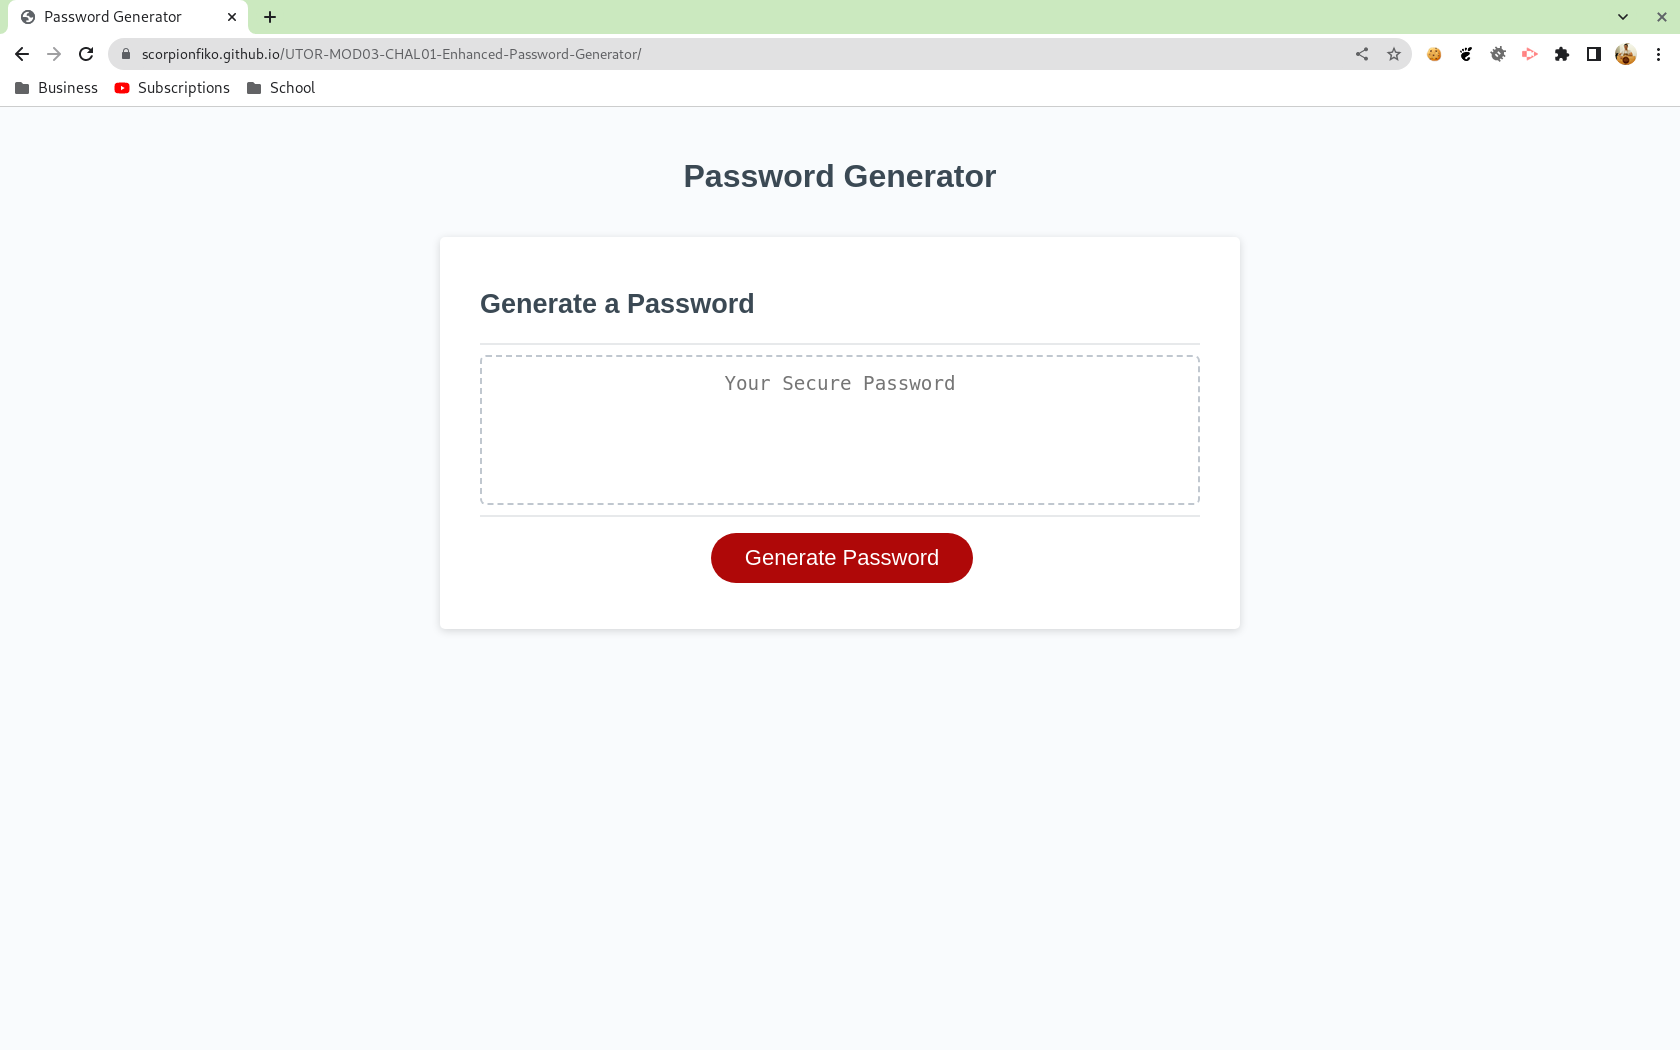 Password Generator
scorpionfiko.github.io/UTOR-MOD03-CHAL01-Enhanced-Password-Generator/
Business Subscriptions School
Password Generator
Generate a Password
Your Secure Password
Generate Password